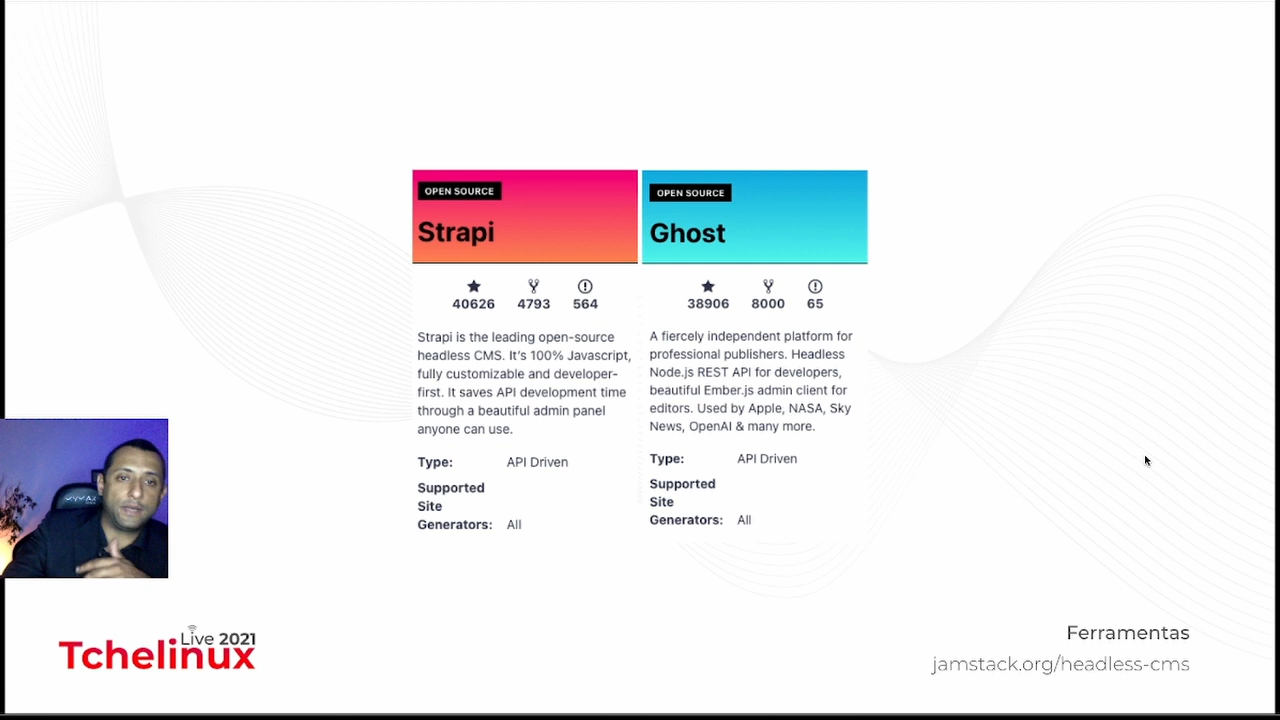 OPEN SOURCE
Strapi
40626 4793 564
Strapi is the leading open-source
headless CMS. It's 100% Javascript,
fully customizable and developer-
first. It saves API development time
through a beautiful admin panel
anyone can use.
Type: API Driven
Supported
Site
Generators: All
OPEN SOURCE
Ghost
38906 8000 65
A fiercely independent platform for
professional publishers. Headless
Node.js REST API for developers,
beautiful Ember.js admin client for
editors. Used by Apple, NASA, Sky
News, OpenAI & many more.
Type: API Driven
Supported
Site
Generators: All
Live 2021
Tchelinux
Ferramentas
jamstack.org/headless-cms